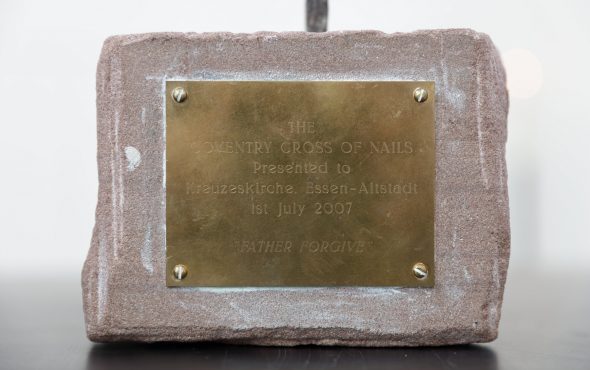 THE
COVENTRY CROSS OF NAILS
Presented to
Kreuzeskirche, Essen-Altstadt
1st July 2007
"FATHER FORGIVE"